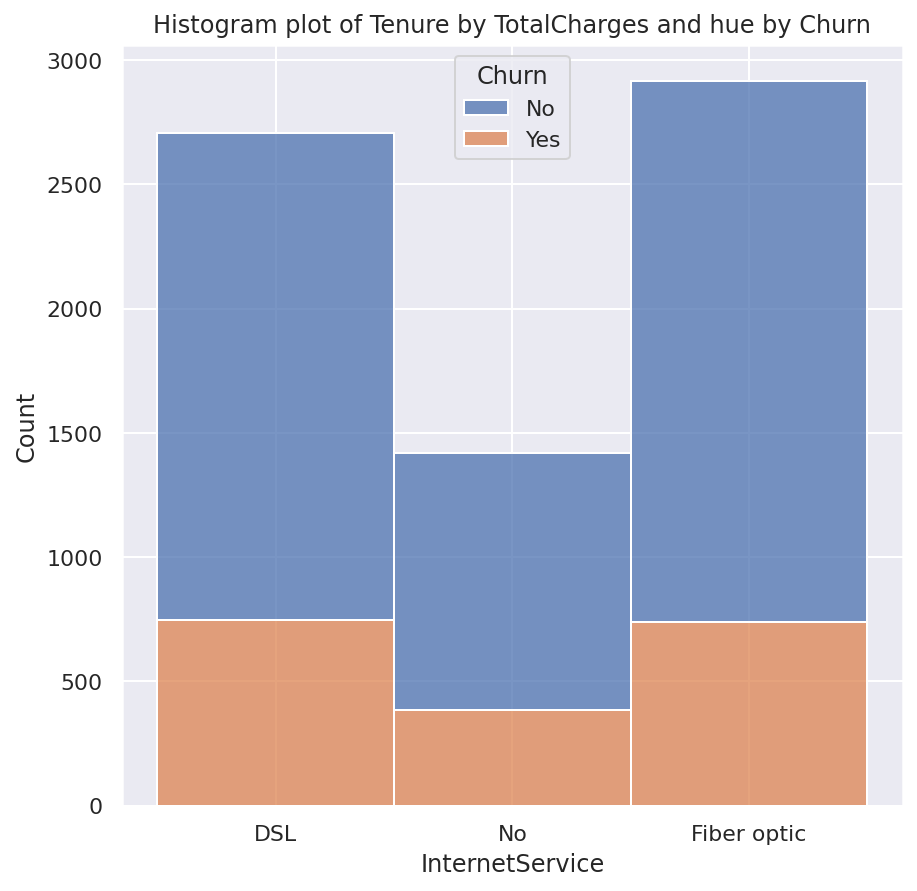 Histogram plot of Tenure by TotalCharges and hue by Churn
3000
2500
2000
1500
1000
500
0
Count
Churn
No
Yes
DSL
No
Fiber optic
InternetService